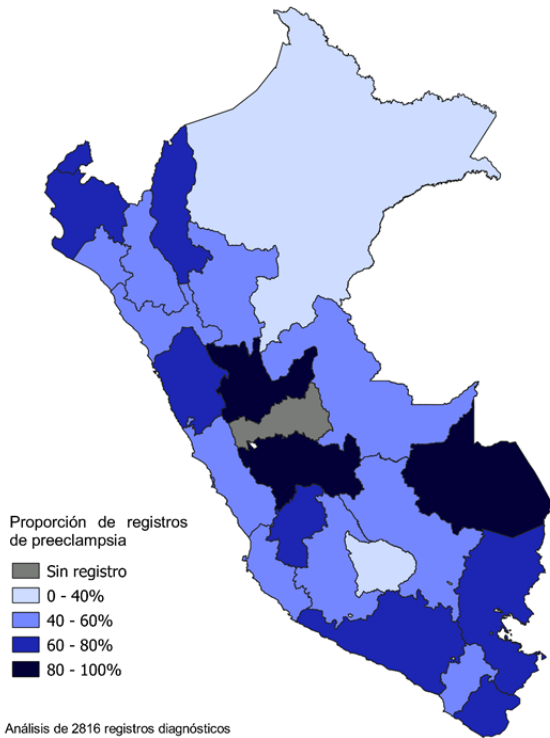 Proporción de registros
de preeclampsia
Sin registro
0 - 40%
40 - 60%
60 - 80%
80 - 100%
Análisis de 2816 registros diagnósticos